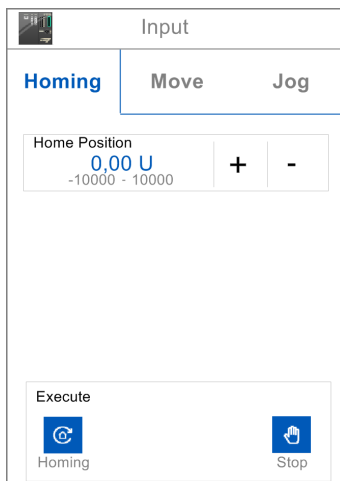 Input
Homing Move Jog
Home Position
0,00 U + -
-10000 - 10000
Execute
Homing Stop